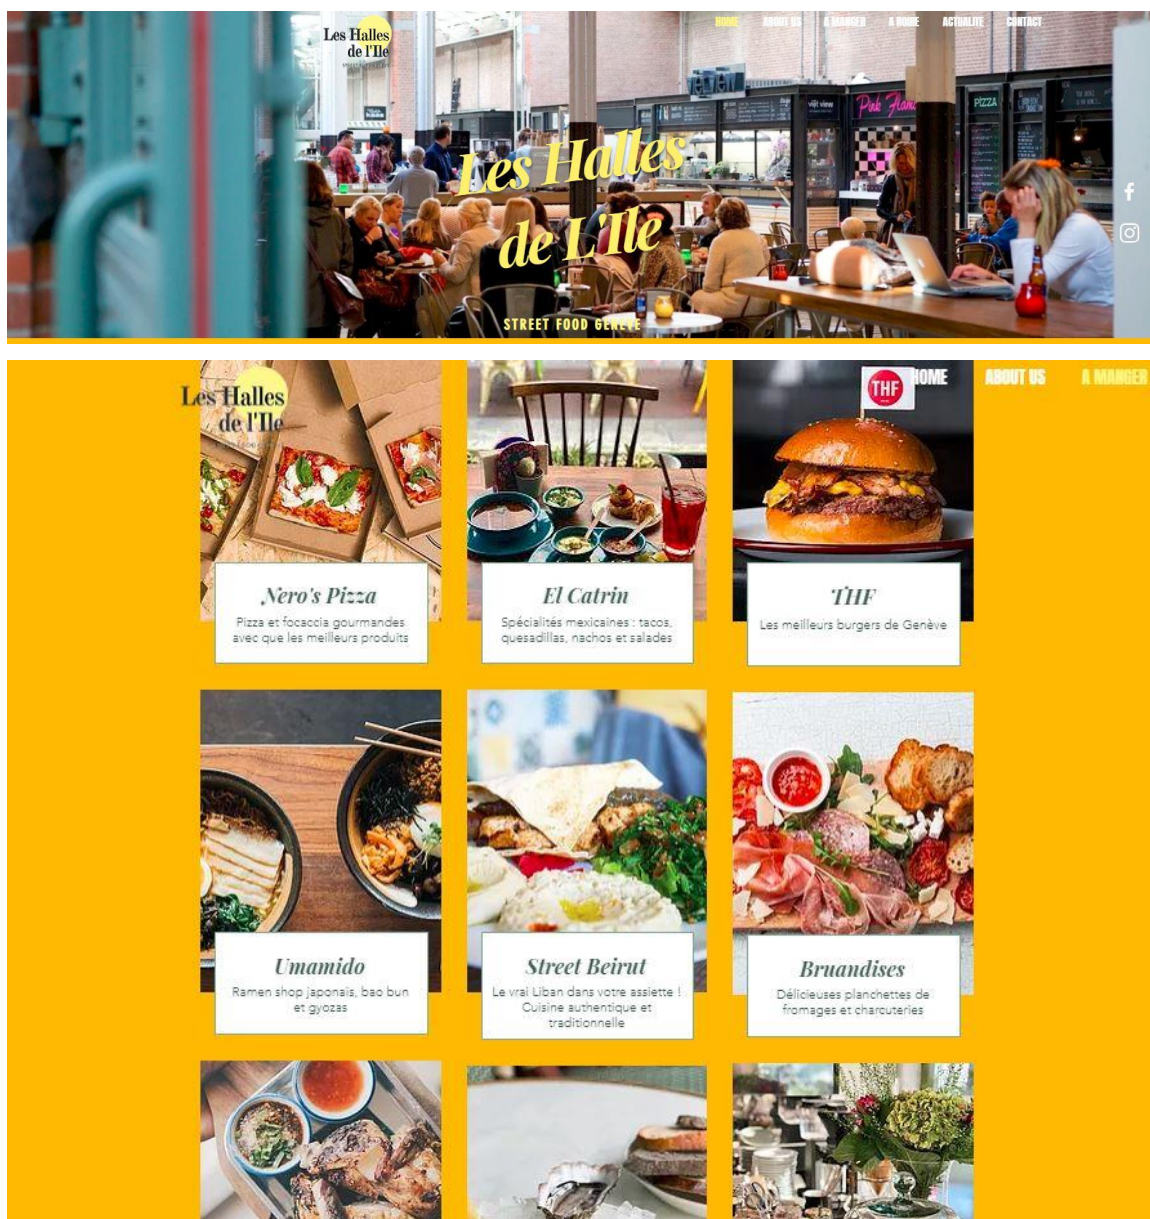 Les Halles
de l'Ile
HOME ABOUT US A MANGER A BOIRE ACTUALITE CONTACT
Pink Flam
PIZZA
Les Halles
de L'Ile
STREET FOOD GENEVE
Les Halles
de l'Ile
THF
HOME ABOUT US A MANGER
Nero's Pizza
Pizza et focaccia gourmandes
avec que les meilleurs produits
El Catrin
Spécialités mexicaines : tacos,
quesadillas, nachos et salades
THF
Les meilleurs burgers de Genève
Umamido
Ramen shop japonais, bao bun
et gyozas
Street Beirut
Le vrai Liban dans votre assiette !
Cuisine authentique et
traditionnelle
Bruandises
Délicieuses planchettes de
fromages et charcuteries